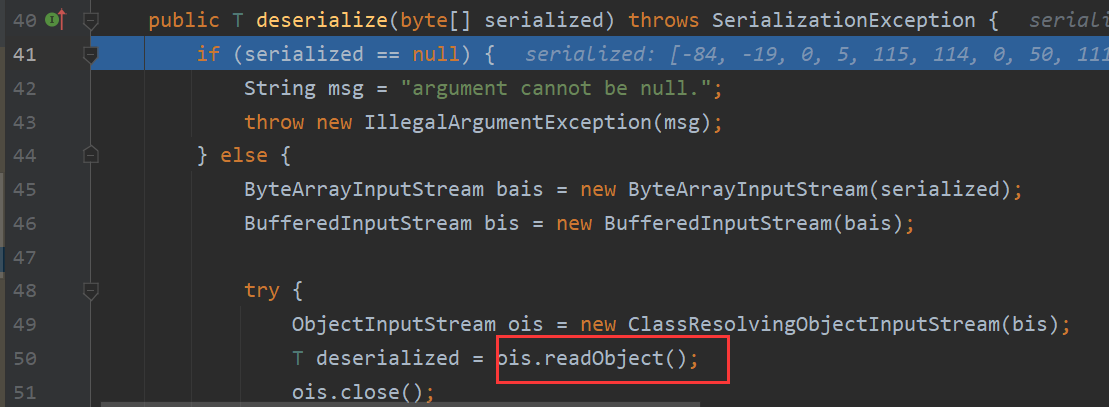 40 public T deserialize(byte[] serialized) throws SerializationException { seria
41 if (serialized == null) { serialized: [-84, -19, 0, 5, 115, 114, 0, 50, 111
42 String msg = "argument cannot be null.";
43 throw new IllegalArgumentException(msg);
44 } else {
45 ByteArrayInputStream bais = new ByteArrayInputStream(serialized);
46 BufferedInputStream bis = new BufferedInputStream(bais);
47
48 try {
49 ObjectInputStream ois = new ClassResolvingObjectInputStream(bis);
50 T deserialized = ois.readObject();
51 ois.close();